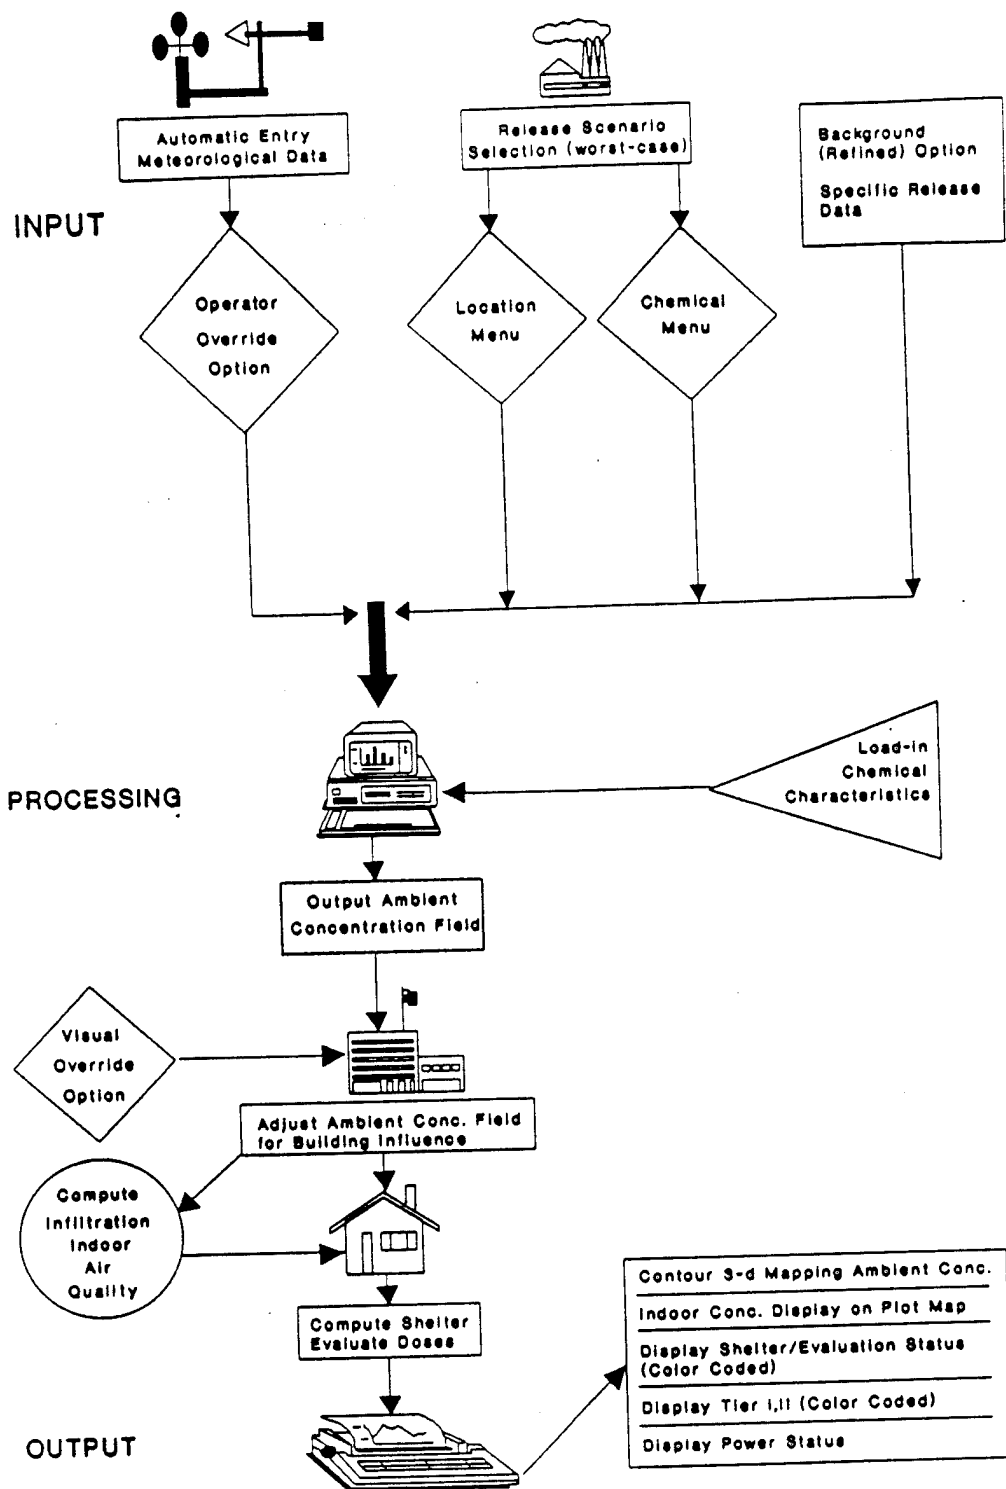 Automatic Entry
Meteorological Data
Release Scenario
Selection (worst-case)
Background
(Refined) Option
Specific Release
Data
INPUT
Operator
Override
Option
Location
Menu
Chemical
Menu
PROCESSING
Load-in
Chemical
Characteristics
Output Ambient
Concentration Field
Visual
Override
Option
Adjust Ambient Conc. Field
for Building Influence
Compute
Infiltration
Indoor
Air
Quality
Compute Shelter
Evaluate Doses
OUTPUT
Contour 3-d Mapping Ambient Conc.
Indoor Conc. Display on Plot Map
Display Shelter/Evaluation Status
(Color Coded)
Display Tier I,II (Color Coded)
Display Power Status